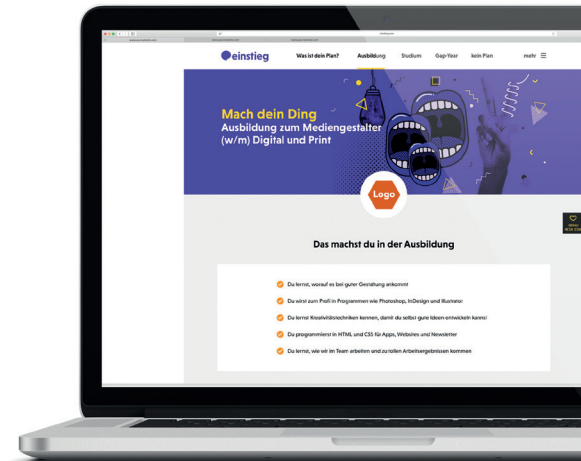 einstieg
Was ist dein Plan? Ausbildung Studium Gap-Year kein Plan mehr
Mach dein Ding
Ausbildung zum Mediengestalter
(w/m) Digital und Print
Logo
Das machst du in der Ausbildung
Du lernst, worauf es bei guter Gestaltung ankommt
Du wirst zum Profi in Programmen wie Photoshop, InDesign und Illustrator
Du lernst Kreativitätstechniken kennen, damit du selbst gute Ideen entwickeln kannst
Du programmierst in HTML und CSS für Apps, Websites und Newsletter
Du lernst, wie wir im Team arbeiten und zu tollen Arbeitsergebnissen kommen